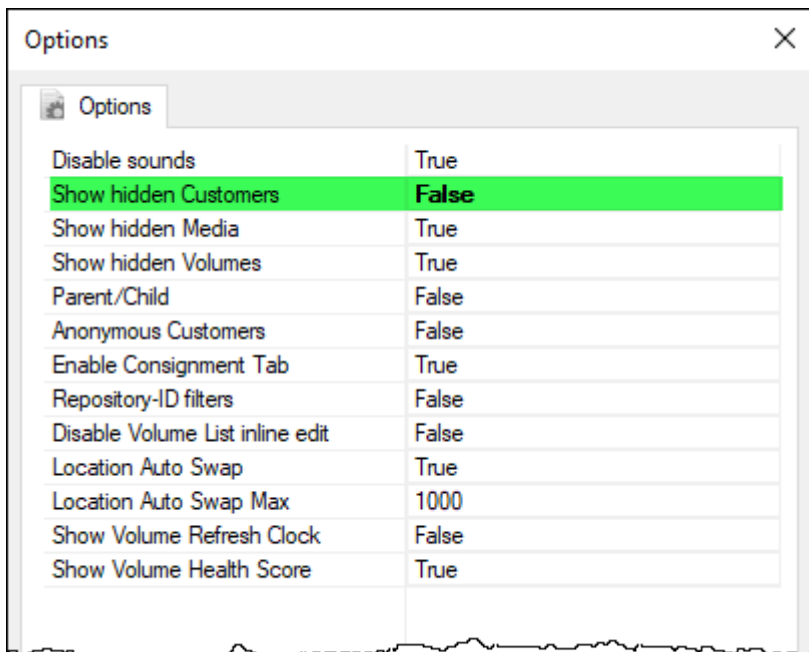 Options
Options
Disable sounds True
Show hidden Customers False
Show hidden Media True
Show hidden Volumes True
Parent/Child False
Anonymous Customers False
Enable Consignment Tab True
Repository-ID filters False
Disable Volume List inline edit False
Location Auto Swap True
Location Auto Swap Max 1000
Show Volume Refresh Clock False
Show Volume Health Score True